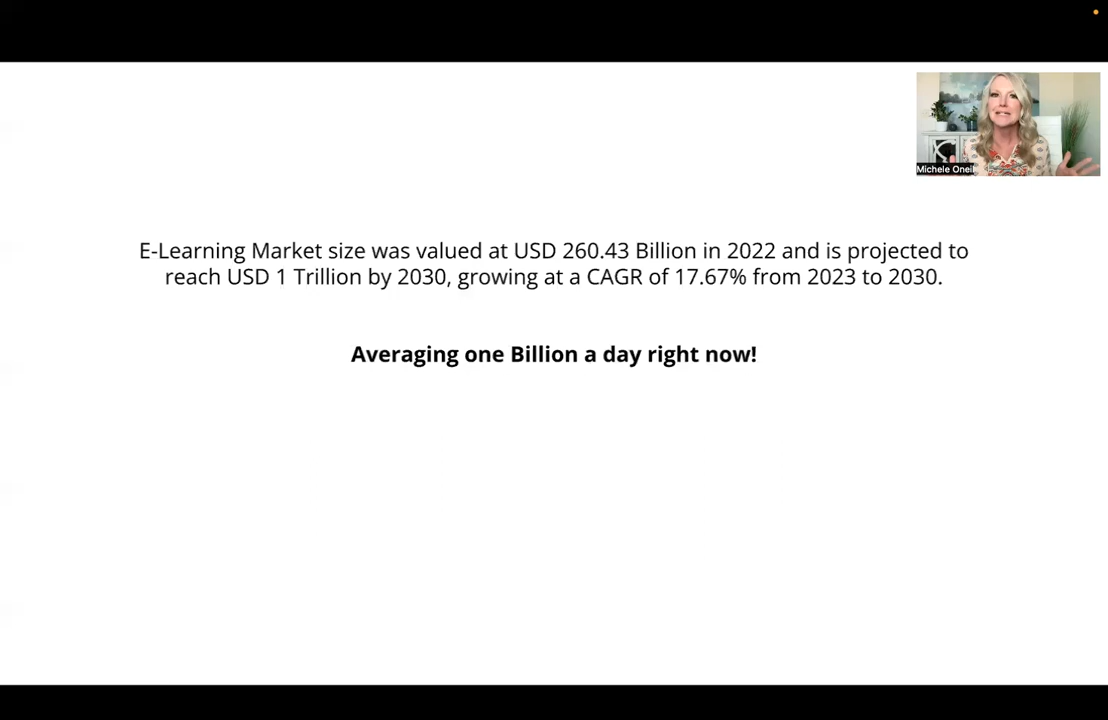 Michele Oneil
E-Learning Market size was valued at USD 260.43 Billion in 2022 and is projected to
reach USD 1 Trillion by 2030, growing at a CAGR of 17.67% from 2023 to 2030.
Averaging one Billion a day right now!